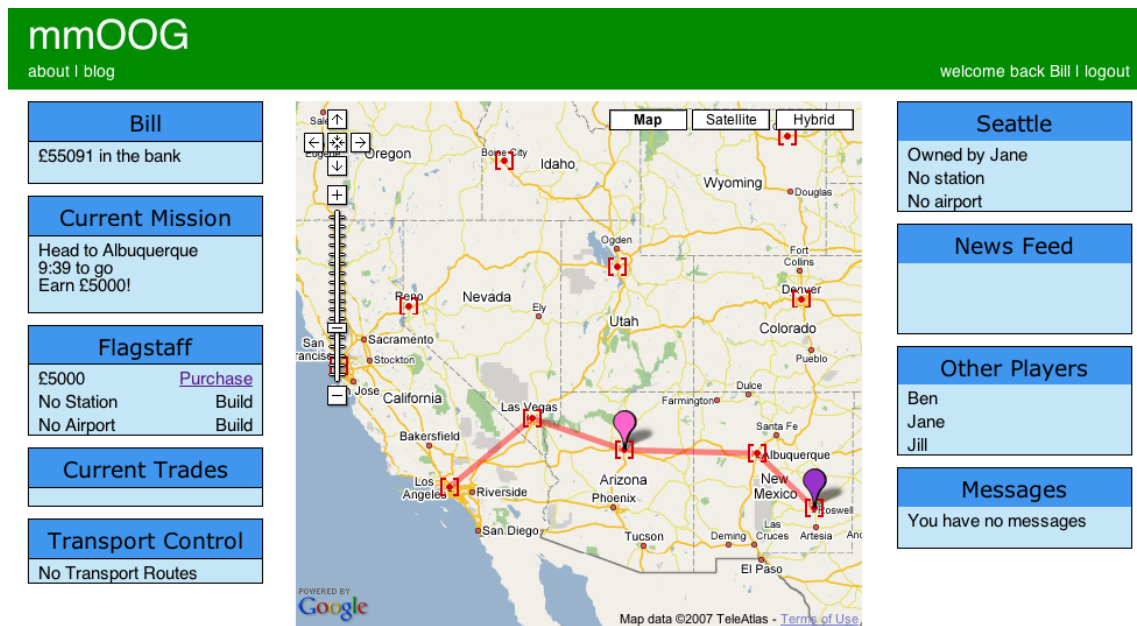 mmOOG
about | blog
welcome back Bill | logout
Bill
£55091 in the bank
Current Mission
Head to Albuquerque
9:39 to go
Earn £5000!
Flagstaff
£5000 Purchase
No Station Build
No Airport Build
Current Trades
Transport Control
No Transport Routes
Map Satellite Hybrid
Oregon
Boise City
Idaho
Wyoming
Douglas
Ogden
Fort
Collins
Reno
Nevada
Ely
Denver
Utah
Colorado
Sacramento
San
Stockton
Pueblo
Jose
California
Dulce
Farmington
Las Vegas
Santa Fe
Bakersfield
Albuquerque
Los
Angeles
Riverside
Arizona
New
Mexico
Phoenix
Roswell
San Diego
Tucson
Deming
Las
Cruces
Artesia
El Paso
POWERED BY
Google
Map data ©2007 TeleAtlas - Terms of Use
Seattle
Owned by Jane
No station
No airport
News Feed
Other Players
Ben
Jane
Jill
Messages
You have no messages